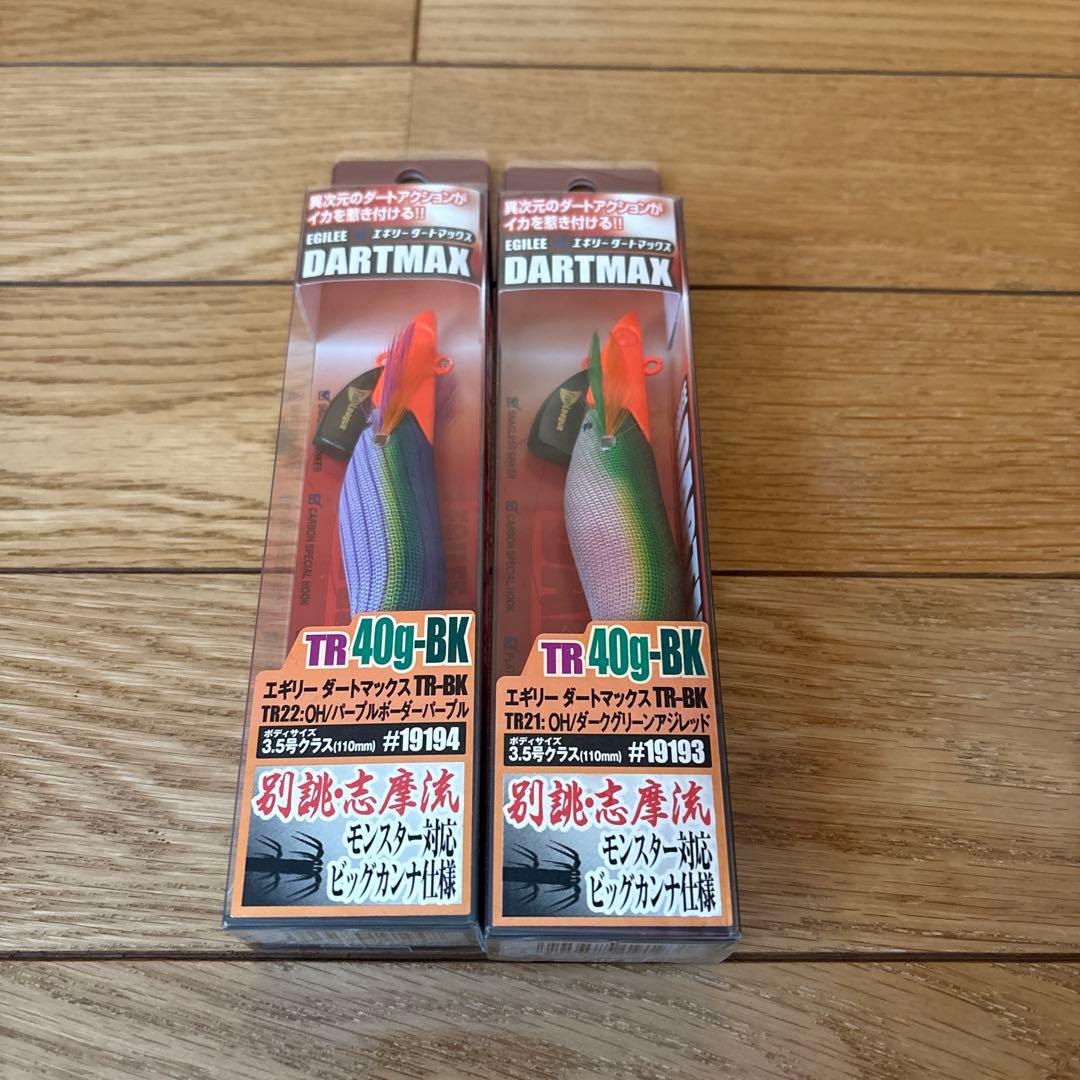 異次元のダートアクションが
イカを惹き付ける!!
EGILEE エギリーダートマックス
DARTMAX
League
CARBON SPECIAL HOOK
TR 40g-BK
エギリー ダートマックス TR-BK
TR22:OH/パープルボーダーパープル
ボディサイズ
3.5号クラス(110mm) #19194
別誂・志摩流
モンスター対応
ビッグカンナ仕様
異次元のダートアクションが
イカを惹き付ける!!
EGILEE エギリーダートマックス
DARTMAX
League
SNAGLESS SINKER
CARBON SPECIAL HOOK
TR 40g-BK
エギリー ダートマックス TR-BK
TR21:OH/ダークグリーンアジレッド
ボディサイズ
3.5号クラス(110mm) #19193
別誂・志摩流
モンスター対応
ビッグカンナ仕様